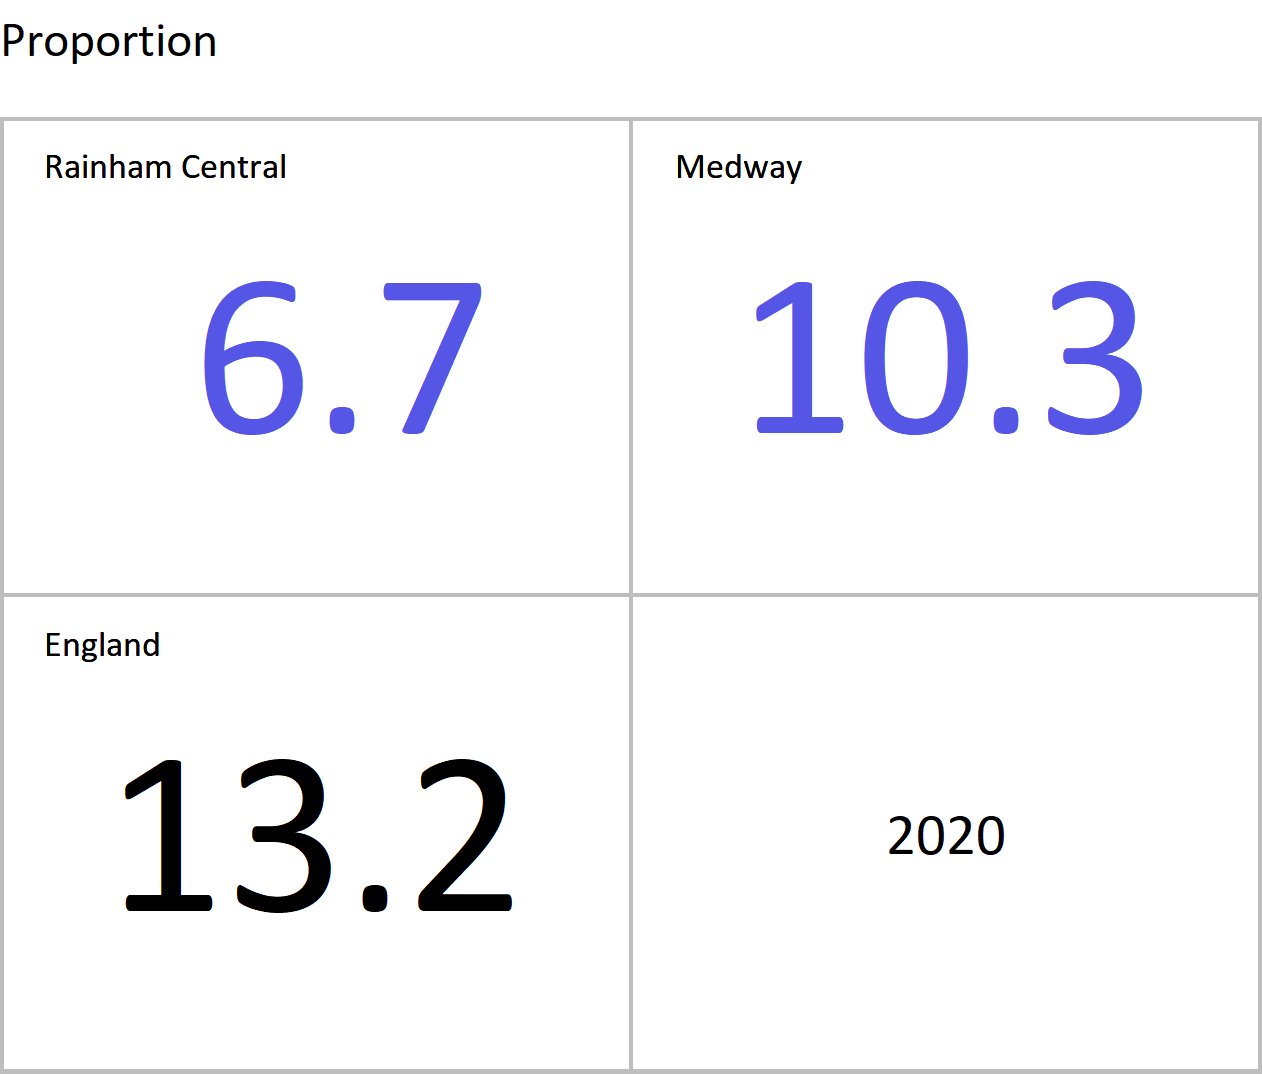 Proportion
Rainham Central
6.7
Medway
10.3
England
13.2
2020